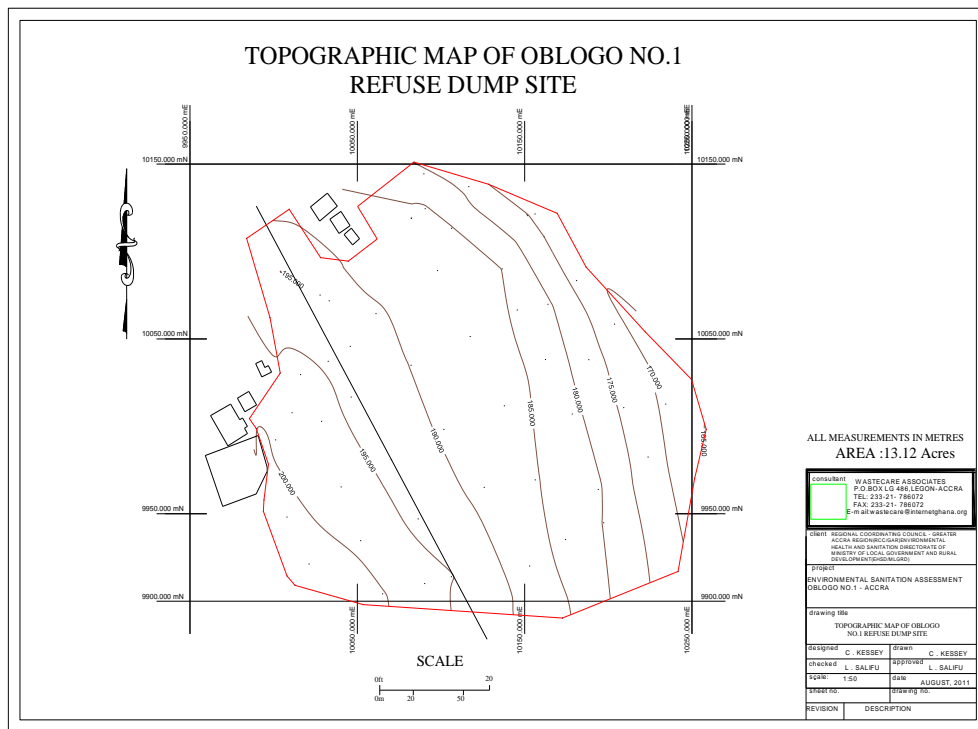 TOPOGRAPHIC MAP OF OBLOGO NO.1
REFUSE DUMP SITE
9950.000 mE
10050.000 mE
10150.000 mE
10150.000 mN
10150.000 mN
195.000
10050.000 mN
10050.000 mN
170.000
175.000
180.000
185.000
190.000
195.000
200.000
ALL MEASUREMENTS IN METRES
AREA :13.12 Acres
9950.000 mN
9950.000 mN
9900.000 mN
9900.000 mN
10050.000 mE
10150.000 mE
10250.000 mE
SCALE
0ft 20
0m 20 50
consultant
WASTECARE ASSOCIATES
P.O.BOX LG 486,LEGON-ACCRA
TEL: 233-21- 786072
FAX: 233-21- 786072
E-mail:wastecare@internetghana.org
client REGIONAL COORDINATING COUNCIL - GREATER
ACCRA REGION(RCC/GAR)ENVIRONMENTAL
HEALTH AND SANITATION DIRECTORATE OF
MINISTRY OF LOCAL GOVERNMENT AND RURAL
DEVELOPMENT(EHSD/MLGRD)
project
ENVIRONMENTAL SANITATION ASSESSMENT
OBLOGO NO.1 - ACCRA
drawing title
TOPOGRAPHIC MAP OF OBLOGO
NO.1 REFUSE DUMP SITE
designed C . KESSEY drawn C . KESSEY
checked L . SALIFU approved L . SALIFU
scale: 1:50 date AUGUST, 2011
sheet no. drawing no.
REVISION DESCRIPTION